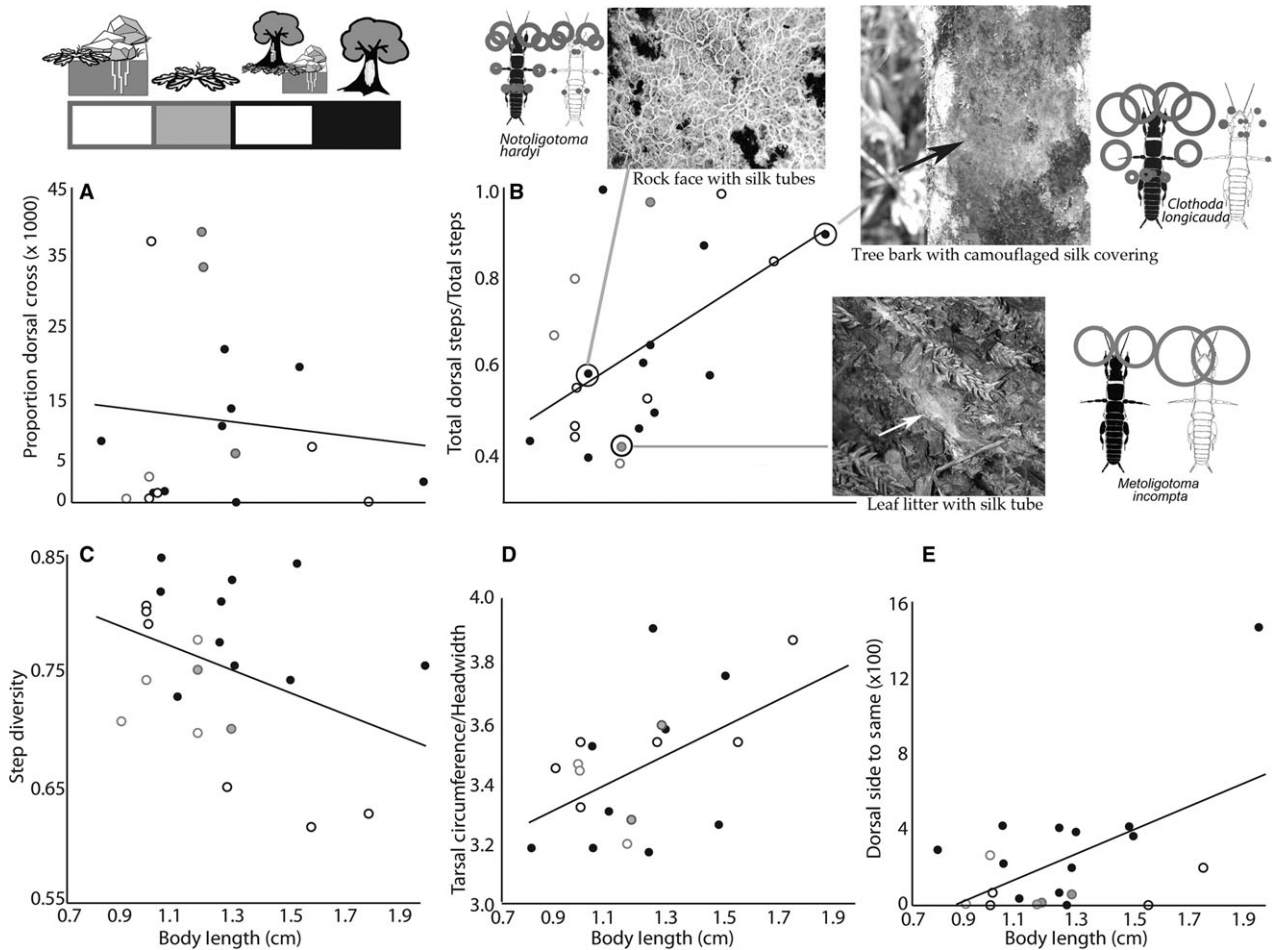 Notoligotoma
hardyi
Rock face with silk tubes
Clothoda
longicauda
Tree bark with camouflaged silk covering
Leaf litter with silk tube
Metoligotoma
incompta
A
Proportion dorsal cross (x 1000)
45
35
25
15
5
0
B
Total dorsal steps/Total steps
1.0
0.8
0.6
0.4
C
Step diversity
0.85
0.75
0.65
0.55
0.7 0.9 1.1 1.3 1.5 1.7 1.9
Body length (cm)
D
Tarsal circumference/Headwidth
4.0
3.8
3.6
3.4
3.2
3.0
0.7 0.9 1.1 1.3 1.5 1.7 1.9
Body length (cm)
E
Dorsal side to same (x100)
16
12
8
4
0
0.7 0.9 1.1 1.3 1.5 1.7 1.9
Body length (cm)